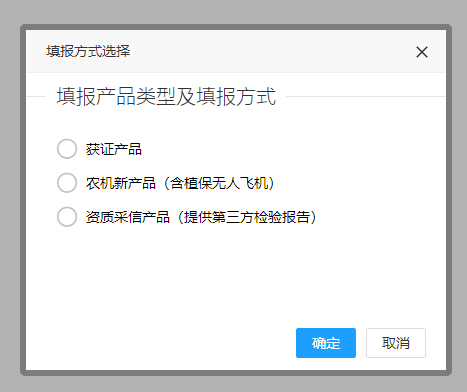 填报方式选择
填报产品类型及填报方式
获证产品
农机新产品（含植保无人飞机）
资质采信产品（提供第三方检验报告）
确定 取消